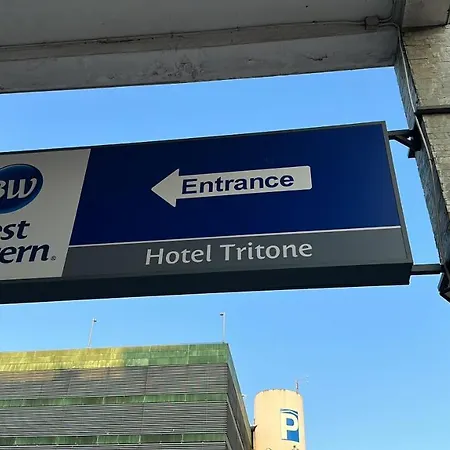 BW
est
ern®
Entrance
Hotel Tritone
P